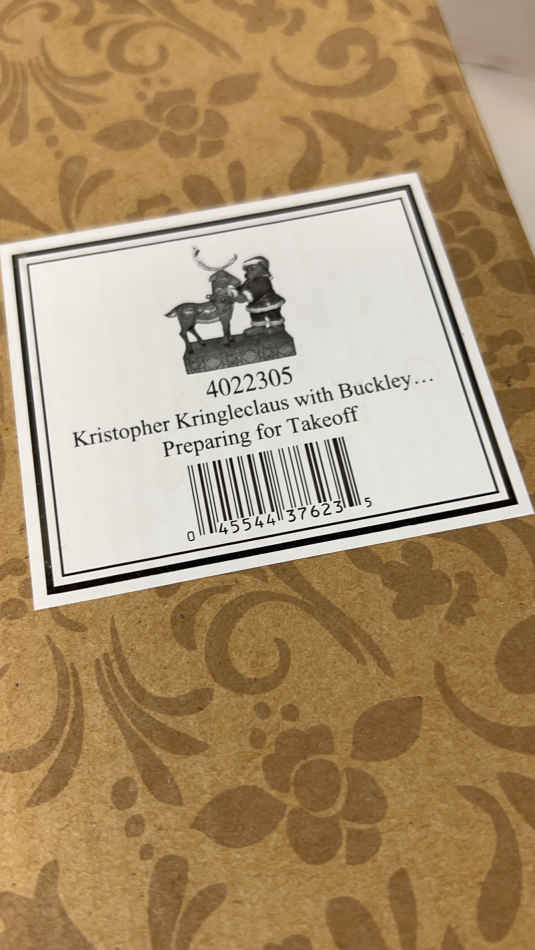 4022305
Kristopher Kringleclaus with Buckley...
Preparing for Takeoff
0 45544 37623 5